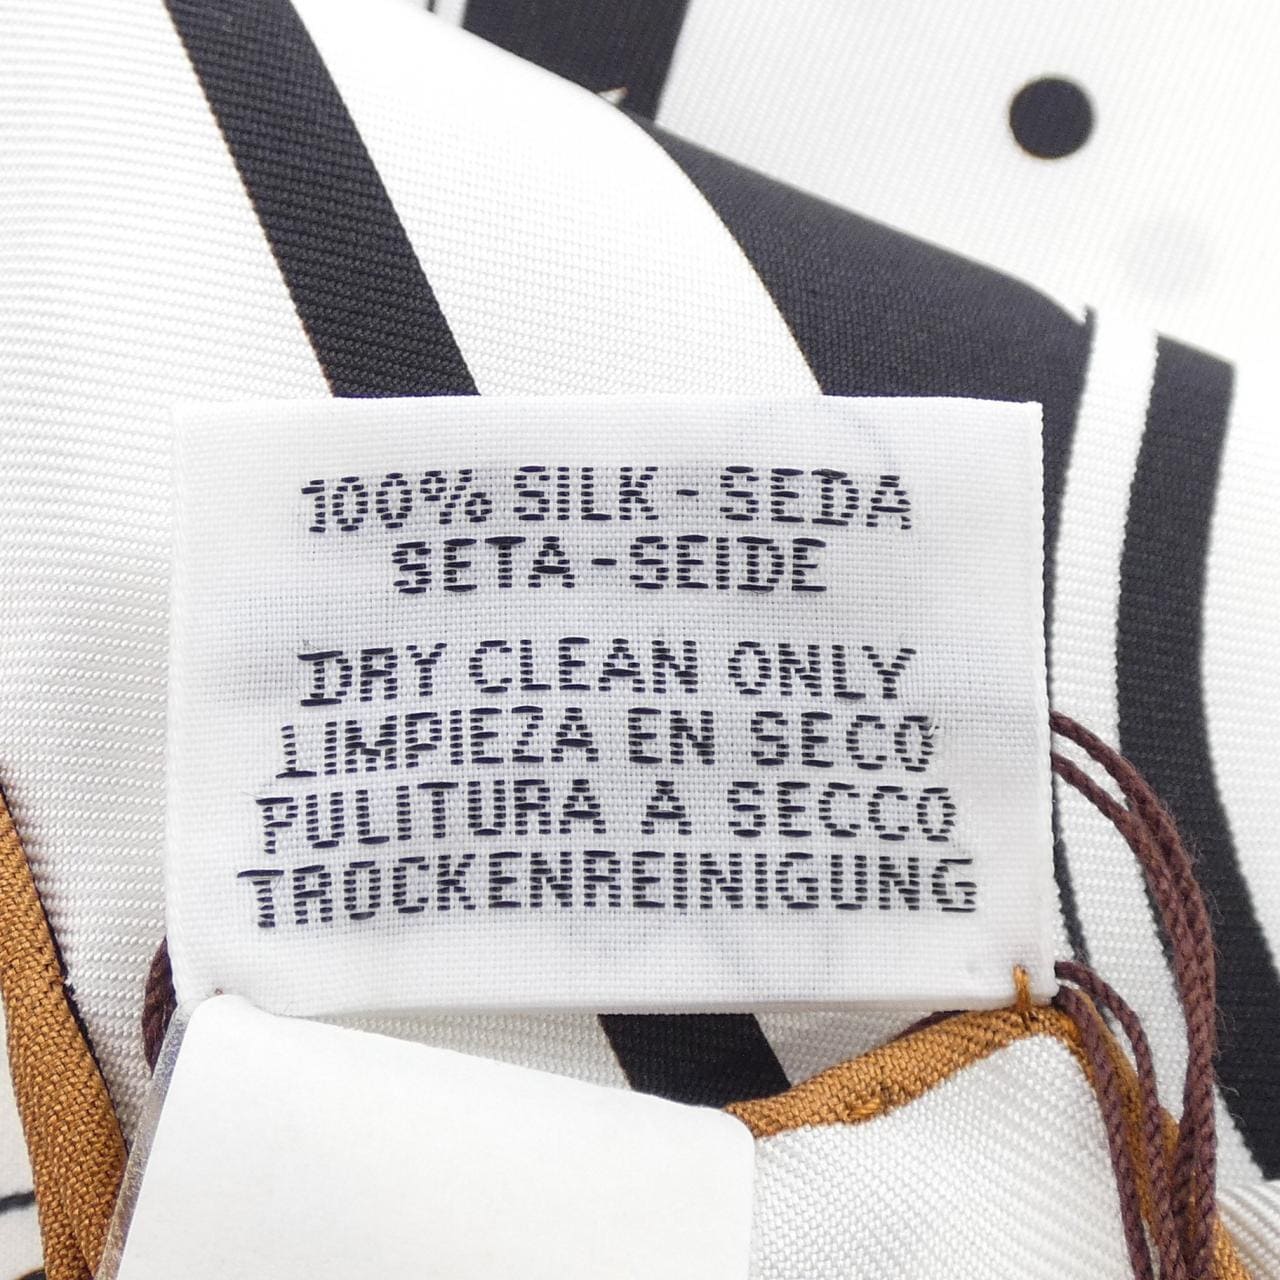 100% SILK - SEDA
SETA - SEIDE
DRY CLEAN ONLY
LIMPIEZA EN SECO
PULITURA A SECCO
TROCKENREINIGUNG